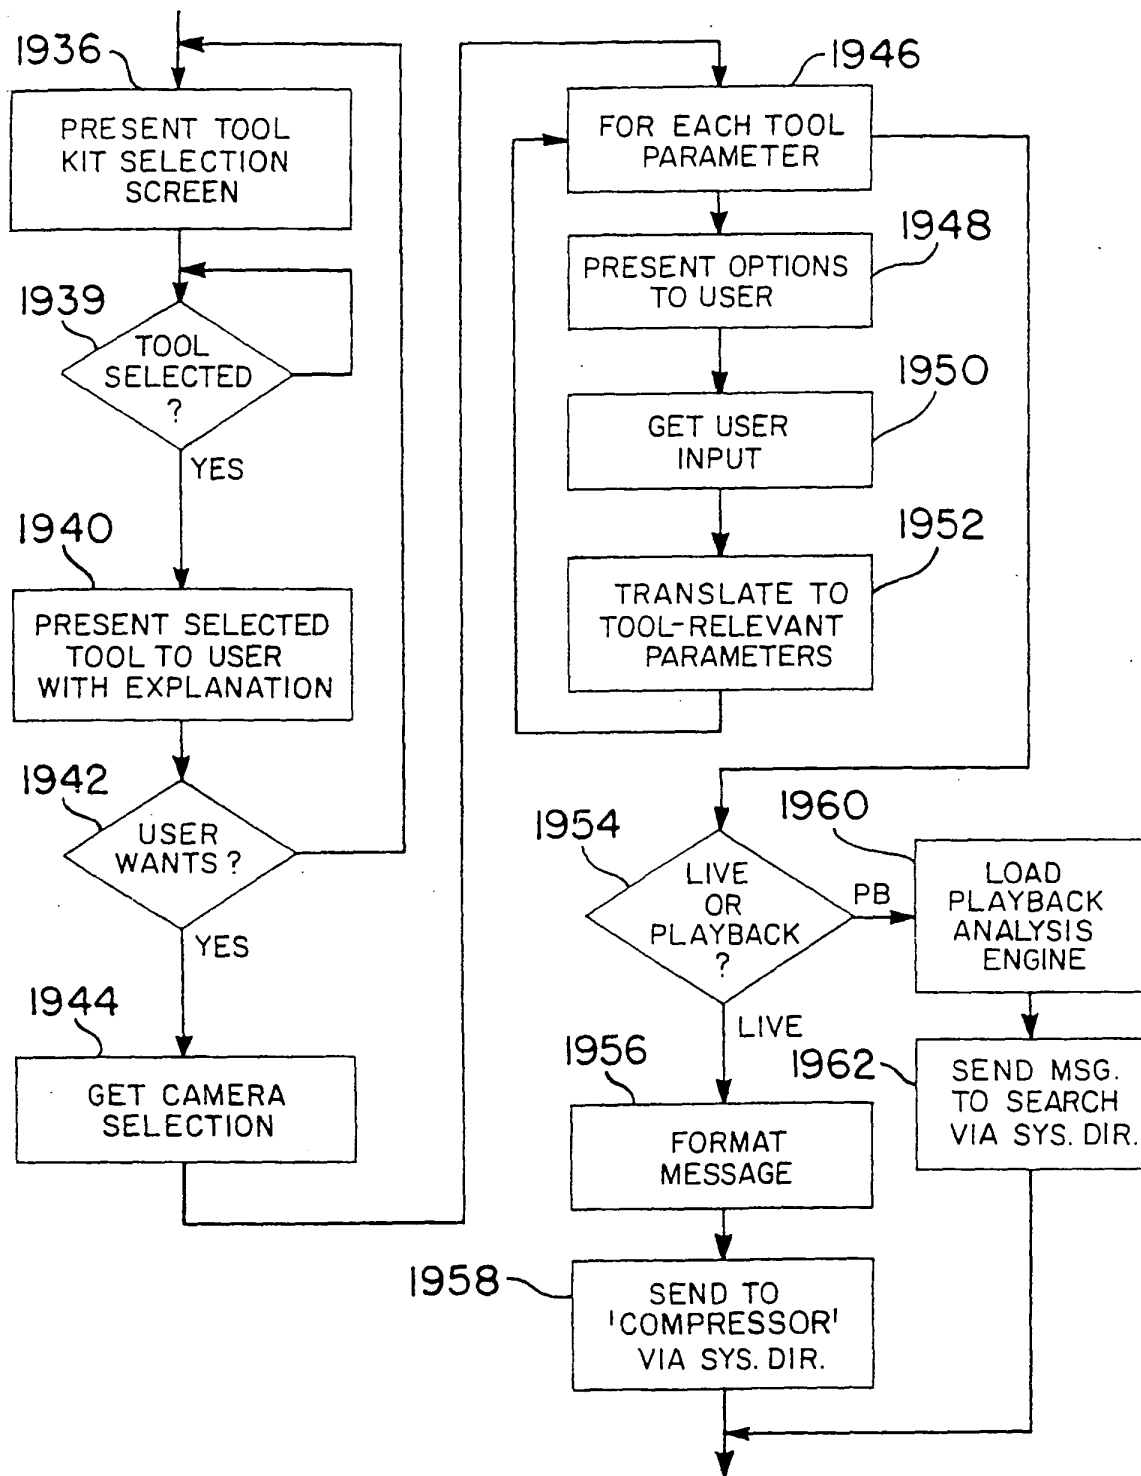 1936
PRESENT TOOL
KIT SELECTION
SCREEN
1939
TOOL
SELECTED
?
YES
1940
PRESENT SELECTED
TOOL TO USER
WITH EXPLANATION
1942
USER
WANTS?
YES
1944
GET CAMERA
SELECTION
1946
FOR EACH TOOL
PARAMETER
1948
PRESENT OPTIONS
TO USER
1950
GET USER
INPUT
1952
TRANSLATE TO
TOOL-RELEVANT
PARAMETERS
1954
LIVE
OR
PLAYBACK
?
PB
LIVE
1960
LOAD
PLAYBACK
ANALYSIS
ENGINE
1962
SEND MSG.
TO SEARCH
VIA SYS. DIR.
1956
FORMAT
MESSAGE
1958
SEND TO
'COMPRESSOR'
VIA SYS. DIR.